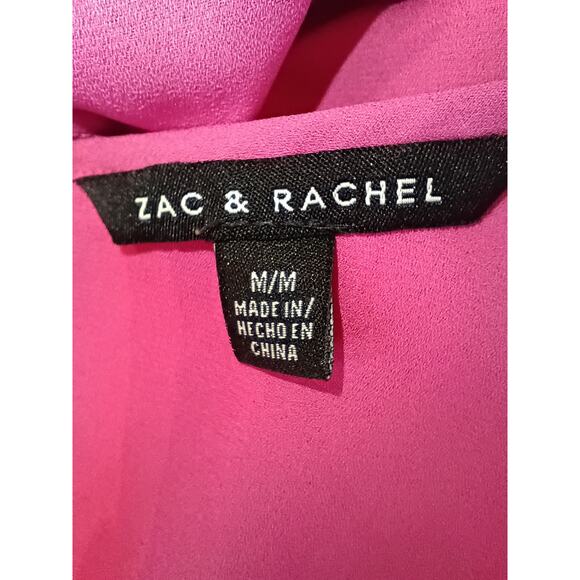 ZAC & RACHEL
M/M
MADE IN/
HECHO EN
CHINA